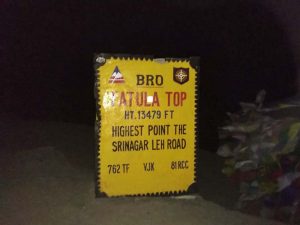 BRO
FATULA TOP
HT.13479 FT
HIGHEST POINT THE
SRINAGAR LEH ROAD
762 TF VJK 81 RCC